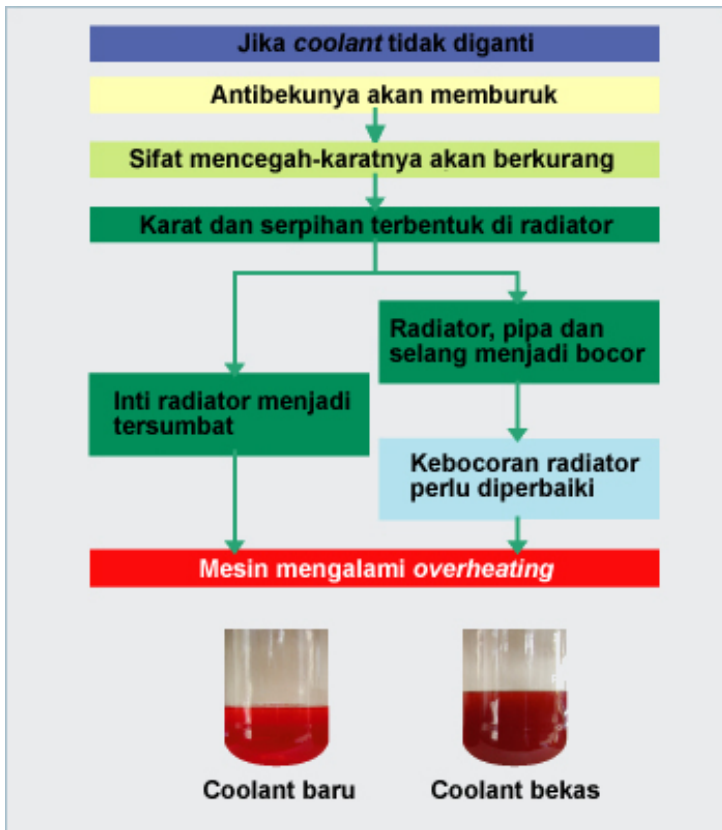 Jika coolant tidak diganti
Antibekunya akan memburuk
Sifat mencegah-karatnya akan berkurang
Karat dan serpihan terbentuk di radiator
Radiator, pipa dan
selang menjadi bocor
Inti radiator menjadi
tersumbat
Kebocoran radiator
perlu diperbaiki
Mesin mengalami overheating
Coolant baru
Coolant bekas